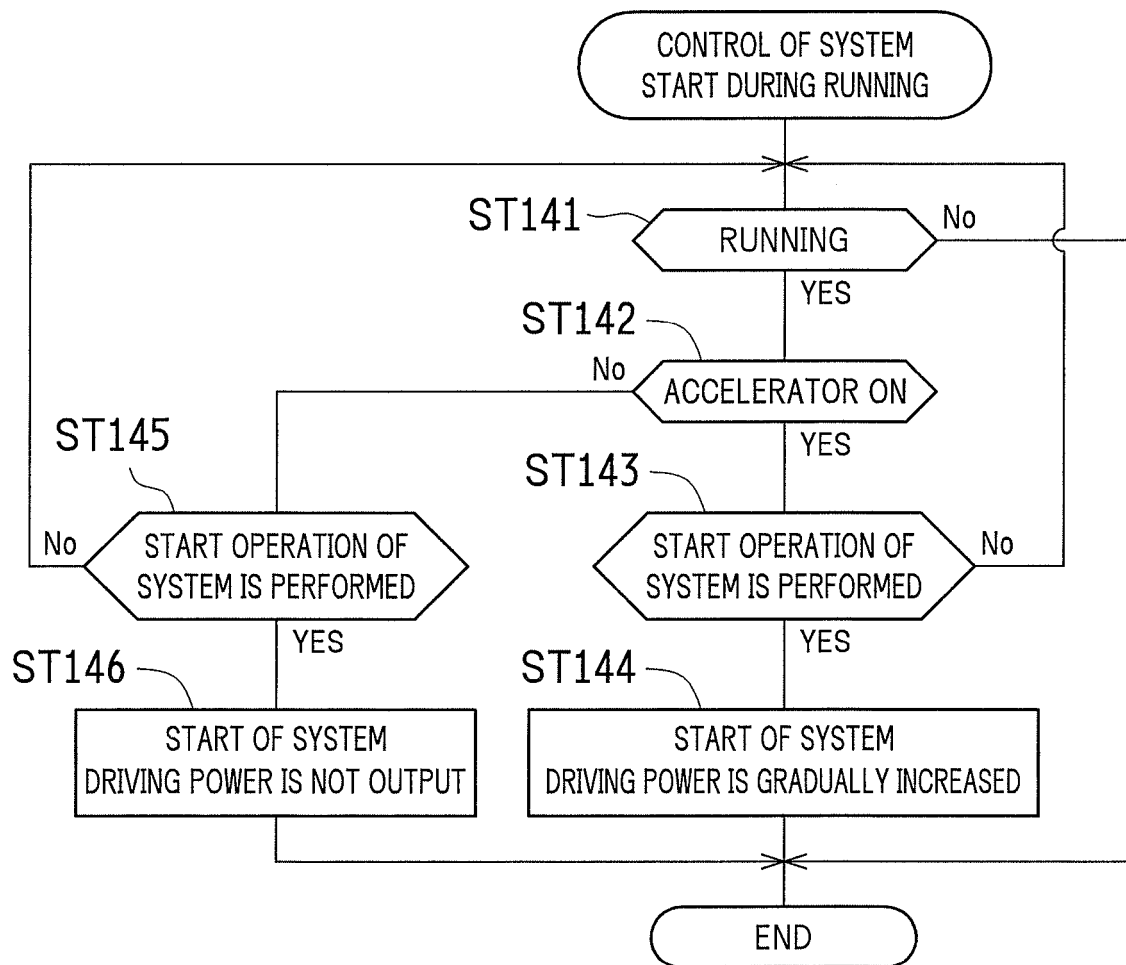 CONTROL OF SYSTEM
START DURING RUNNING
ST141
RUNNING
No
YES
ST142
No
ACCELERATOR ON
YES
ST145
ST143
No
START OPERATION OF
SYSTEM IS PERFORMED
YES
START OPERATION OF
SYSTEM IS PERFORMED
No
YES
ST146
START OF SYSTEM
DRIVING POWER IS NOT OUTPUT
ST144
START OF SYSTEM
DRIVING POWER IS GRADUALLY INCREASED
END